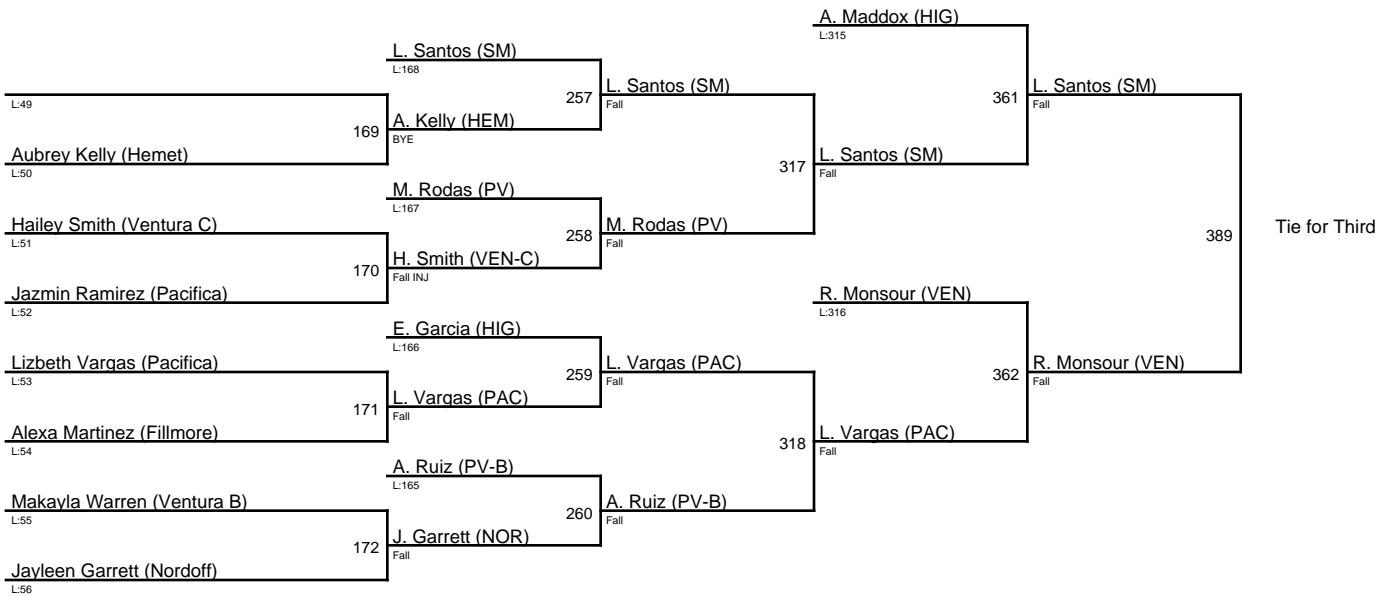 A. Maddox (HIG)
L:315
L. Santos (SM)
L:168
L. Santos (SM)
Fall
L. Santos (SM)
Fall
L:49
257
361
A. Kelly (HEM)
BYE
169
Aubrey Kelly (Hemet)
L:50
L. Santos (SM)
Fall
317
M. Rodas (PV)
L:167
Hailey Smith (Ventura C)
L:51
M. Rodas (PV)
Fall
258
389
Tie for Third
H. Smith (VEN-C)
Fall INJ
170
Jazmin Ramirez (Pacifica)
L:52
R. Monsour (VEN)
L:316
E. Garcia (HIG)
L:166
Lizbeth Vargas (Pacifica)
L:53
L. Vargas (PAC)
Fall
R. Monsour (VEN)
Fall
259
362
L. Vargas (PAC)
Fall
171
Alexa Martinez (Fillmore)
L:54
L. Vargas (PAC)
Fall
318
A. Ruiz (PV-B)
L:165
Makayla Warren (Ventura B)
L:55
A. Ruiz (PV-B)
Fall
260
J. Garrett (NOR)
Fall
172
Jayleen Garrett (Nordoff)
L:56